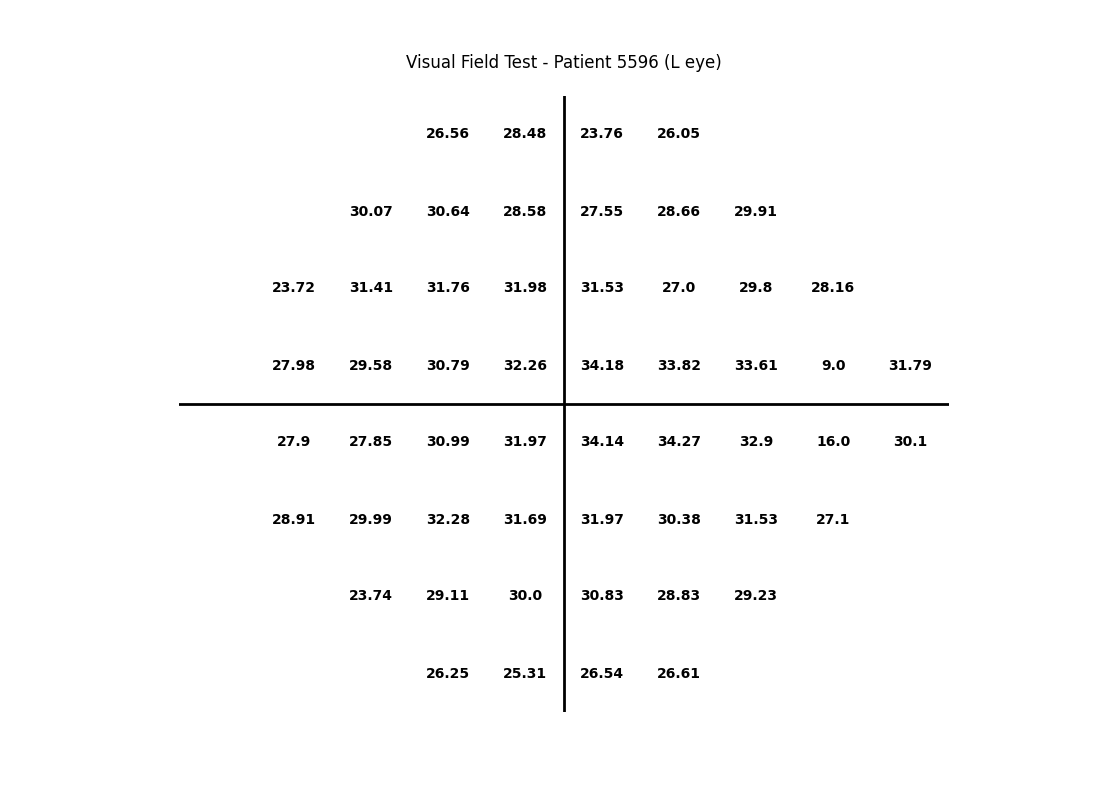 Visual Field Test - Patient 5596 (L eye)
26.56 28.48 23.76 26.05
30.07 30.64 28.58 27.55 28.66 29.91
23.72 31.41 31.76 31.98 31.53 27.0 29.8 28.16
27.98 29.58 30.79 32.26 34.18 33.82 33.61 9.0 31.79
27.9 27.85 30.99 31.97 34.14 34.27 32.9 16.0 30.1
28.91 29.99 32.28 31.69 31.97 30.38 31.53 27.1
23.74 29.11 30.0 30.83 28.83 29.23
26.25 25.31 26.54 26.61